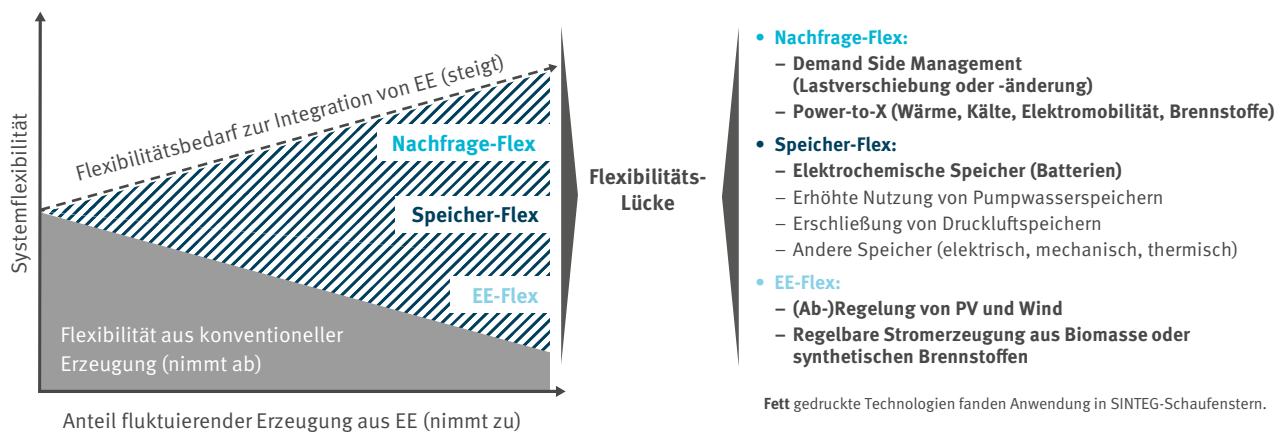 Systemflexibilität
Flexibilitätsbedarf zur Integration von EE (steigt)
Nachfrage-Flex
Speicher-Flex
EE-Flex
Flexibilität aus konventioneller
Erzeugung (nimmt ab)
Anteil fluktuierender Erzeugung aus EE (nimmt zu)
Flexibilitäts-
Lücke
• Nachfrage-Flex:
– Demand Side Management
(Lastverschiebung oder -änderung)
– Power-to-X (Wärme, Kälte, Elektromobilität, Brennstoffe)
• Speicher-Flex:
– Elektrochemische Speicher (Batterien)
– Erhöhte Nutzung von Pumpwasserspeichern
– Erschließung von Druckluftspeichern
– Andere Speicher (elektrisch, mechanisch, thermisch)
• EE-Flex:
– (Ab-)Regelung von PV und Wind
– Regelbare Stromerzeugung aus Biomasse oder
synthetischen Brennstoffen
Fett gedruckte Technologien fanden Anwendung in SINTEG-Schaufenstern.